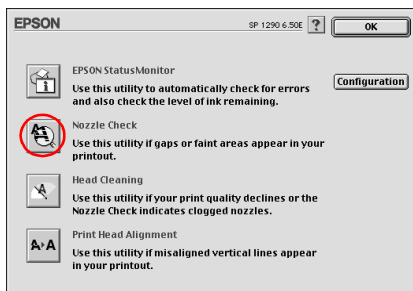 EPSON SP 1290 6.50E ? OK
EPSON StatusMonitor
Use this utility to automatically check for errors
and also check the level of ink remaining.
Configuration
Nozzle Check
Use this utility if gaps or faint areas appear in your
printout.
Head Cleaning
Use this utility if your print quality declines or the
Nozzle Check indicates clogged nozzles.
Print Head Alignment
Use this utility if misaligned vertical lines appear
in your printout.